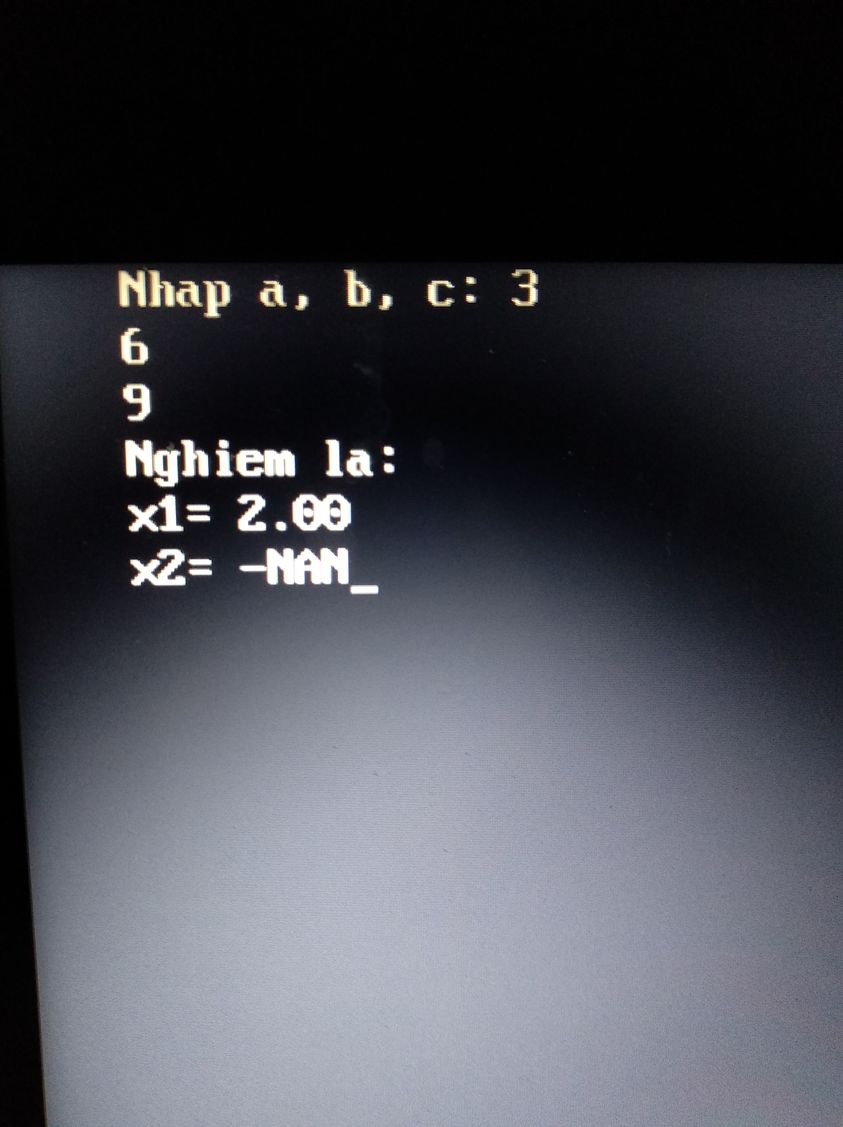 Nhap a, b, c: 3
6
9
Nghiem la:
x1= 2.00
x2= -NAN_